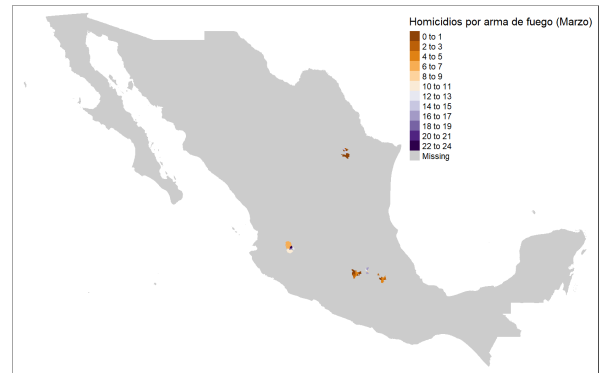 Homicidios por arma de fuego (Marzo)
0 to 1
2 to 3
4 to 5
6 to 7
8 to 9
10 to 11
12 to 13
14 to 15
16 to 17
18 to 19
20 to 21
22 to 24
Missing